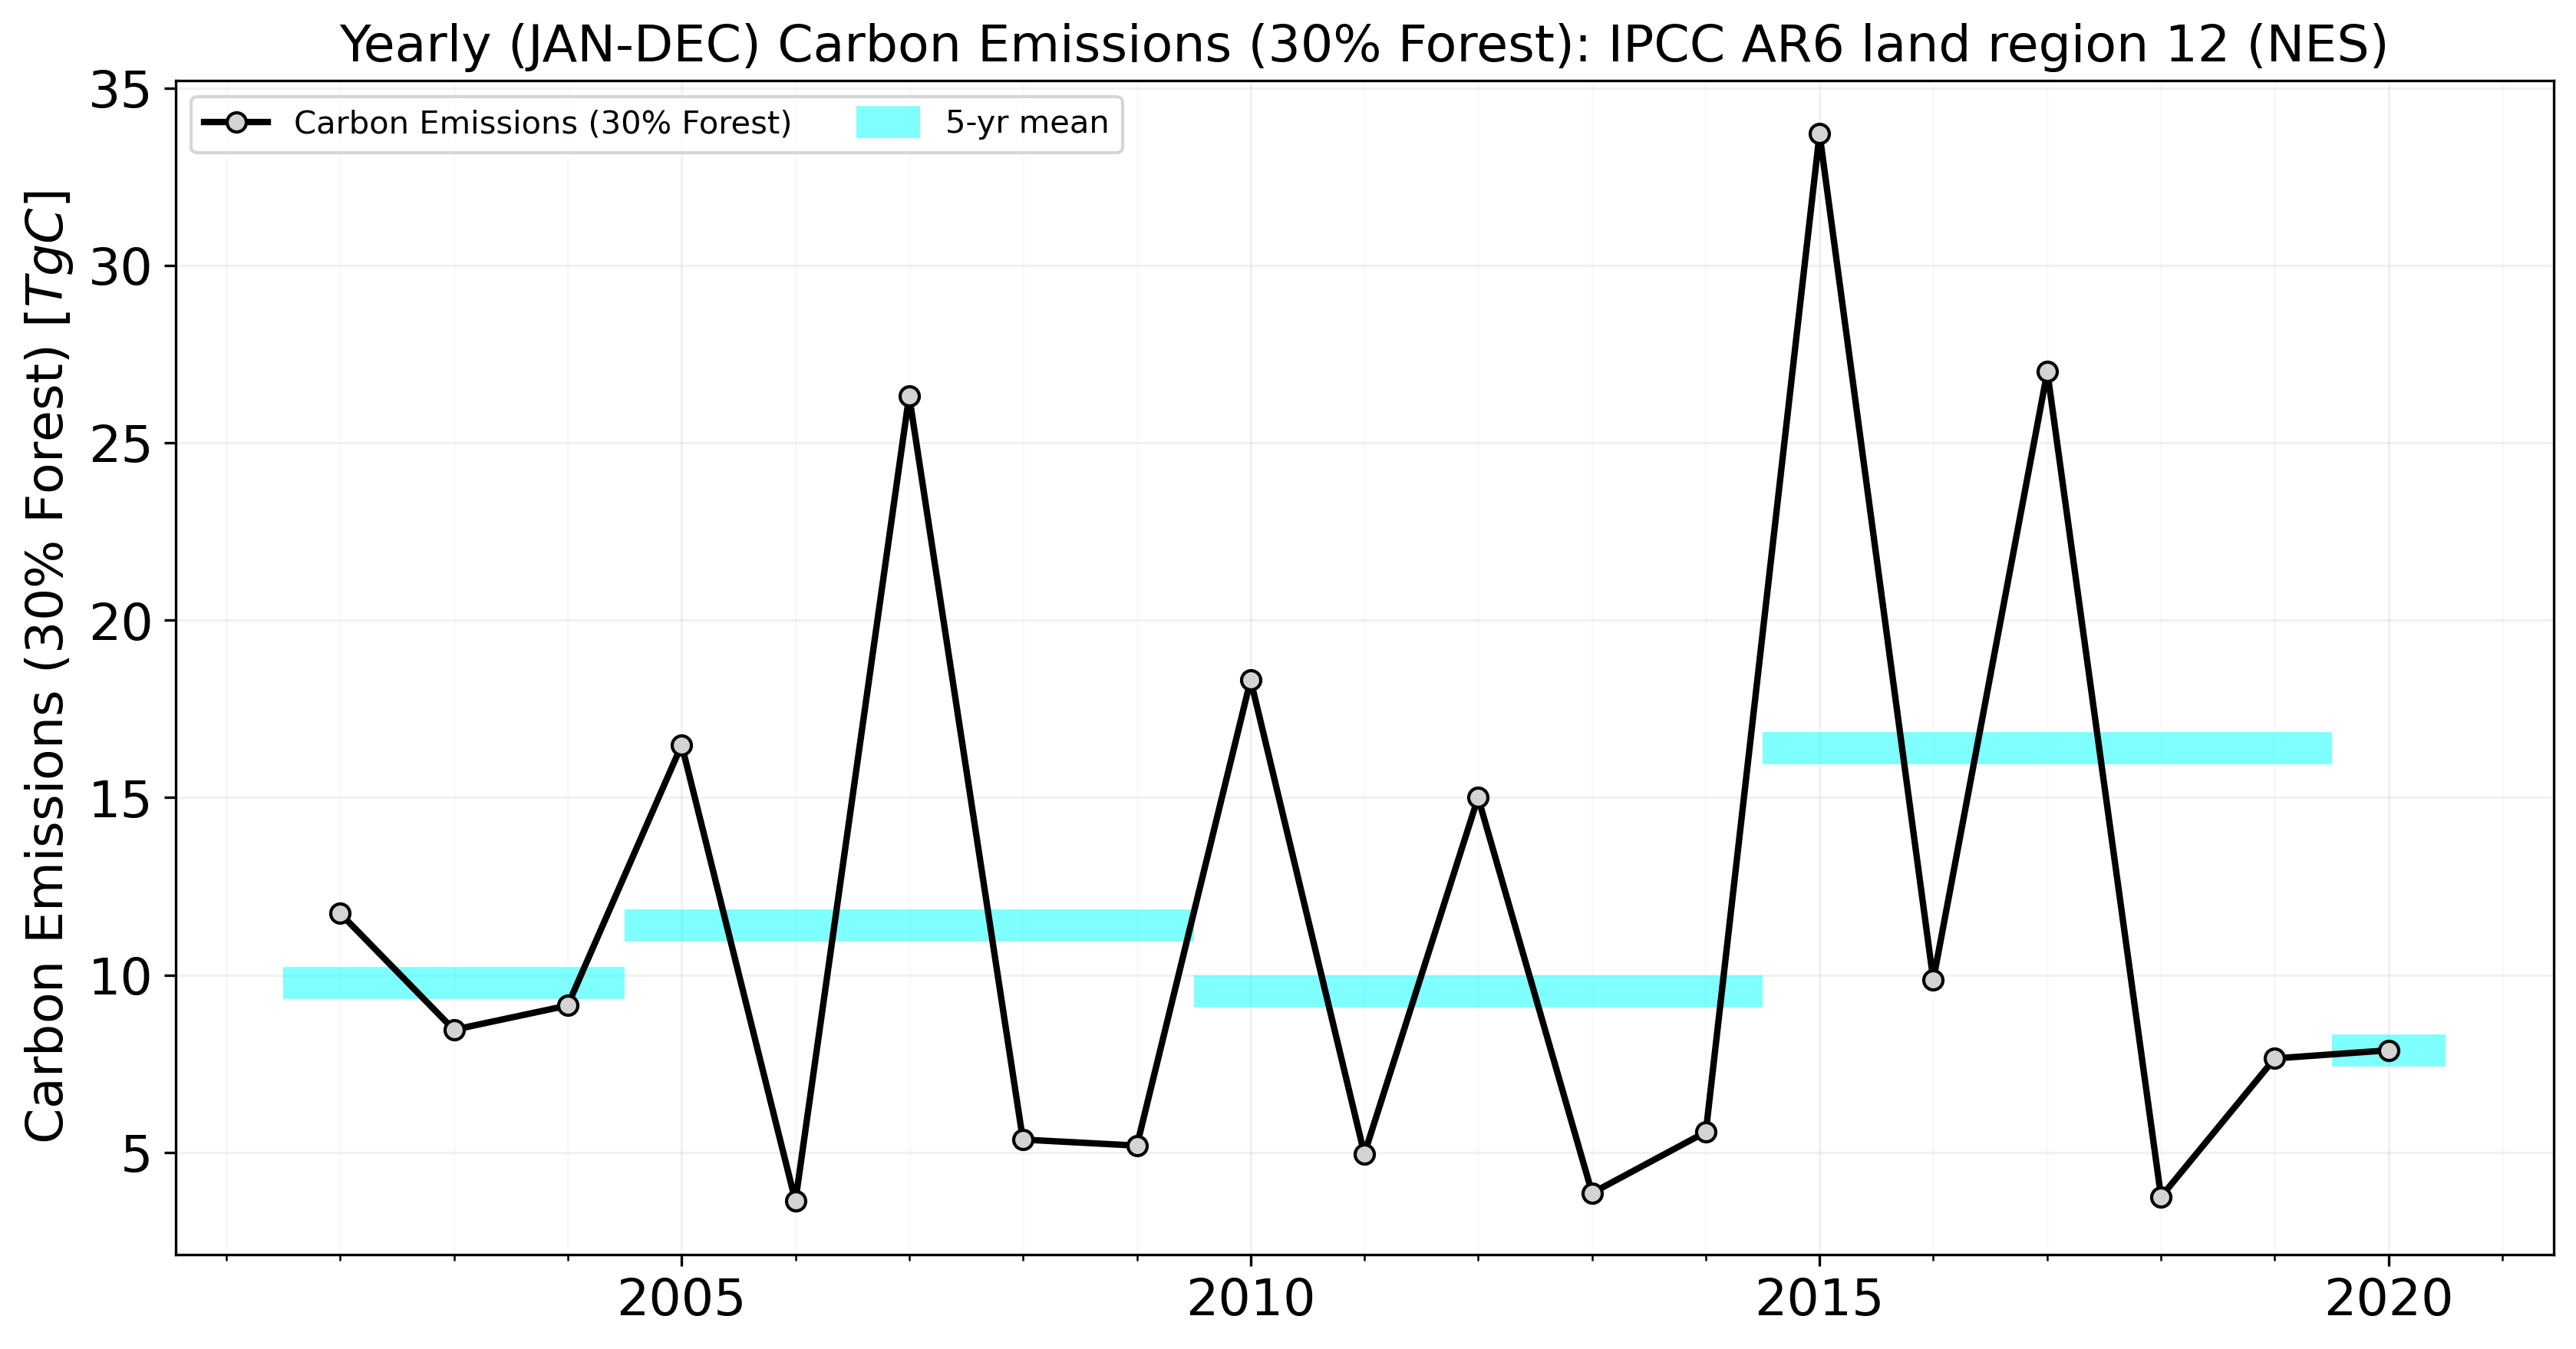 Yearly (JAN-DEC) Carbon Emissions (30% Forest): IPCC AR6 land region 12 (NES)
Carbon Emissions (30% Forest)
5-yr mean
Carbon Emissions (30% Forest) [TgC]
35
30
25
20
15
10
5
2005
2010
2015
2020